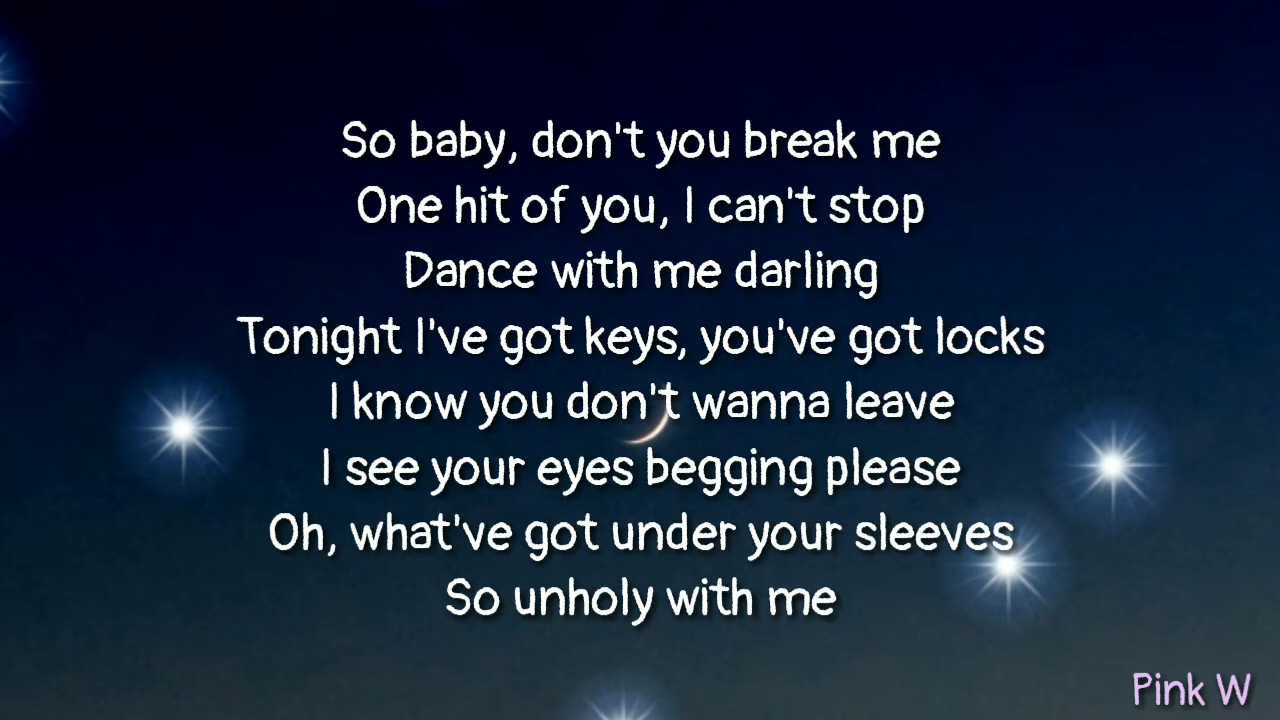 So baby, don't you break me
One hit of you, I can't stop
Dance with me darling
Tonight I've got keys, you've got locks
I know you don't wanna leave
I see your eyes begging please
Oh, what've got under your sleeves
So unholy with me
Pink W